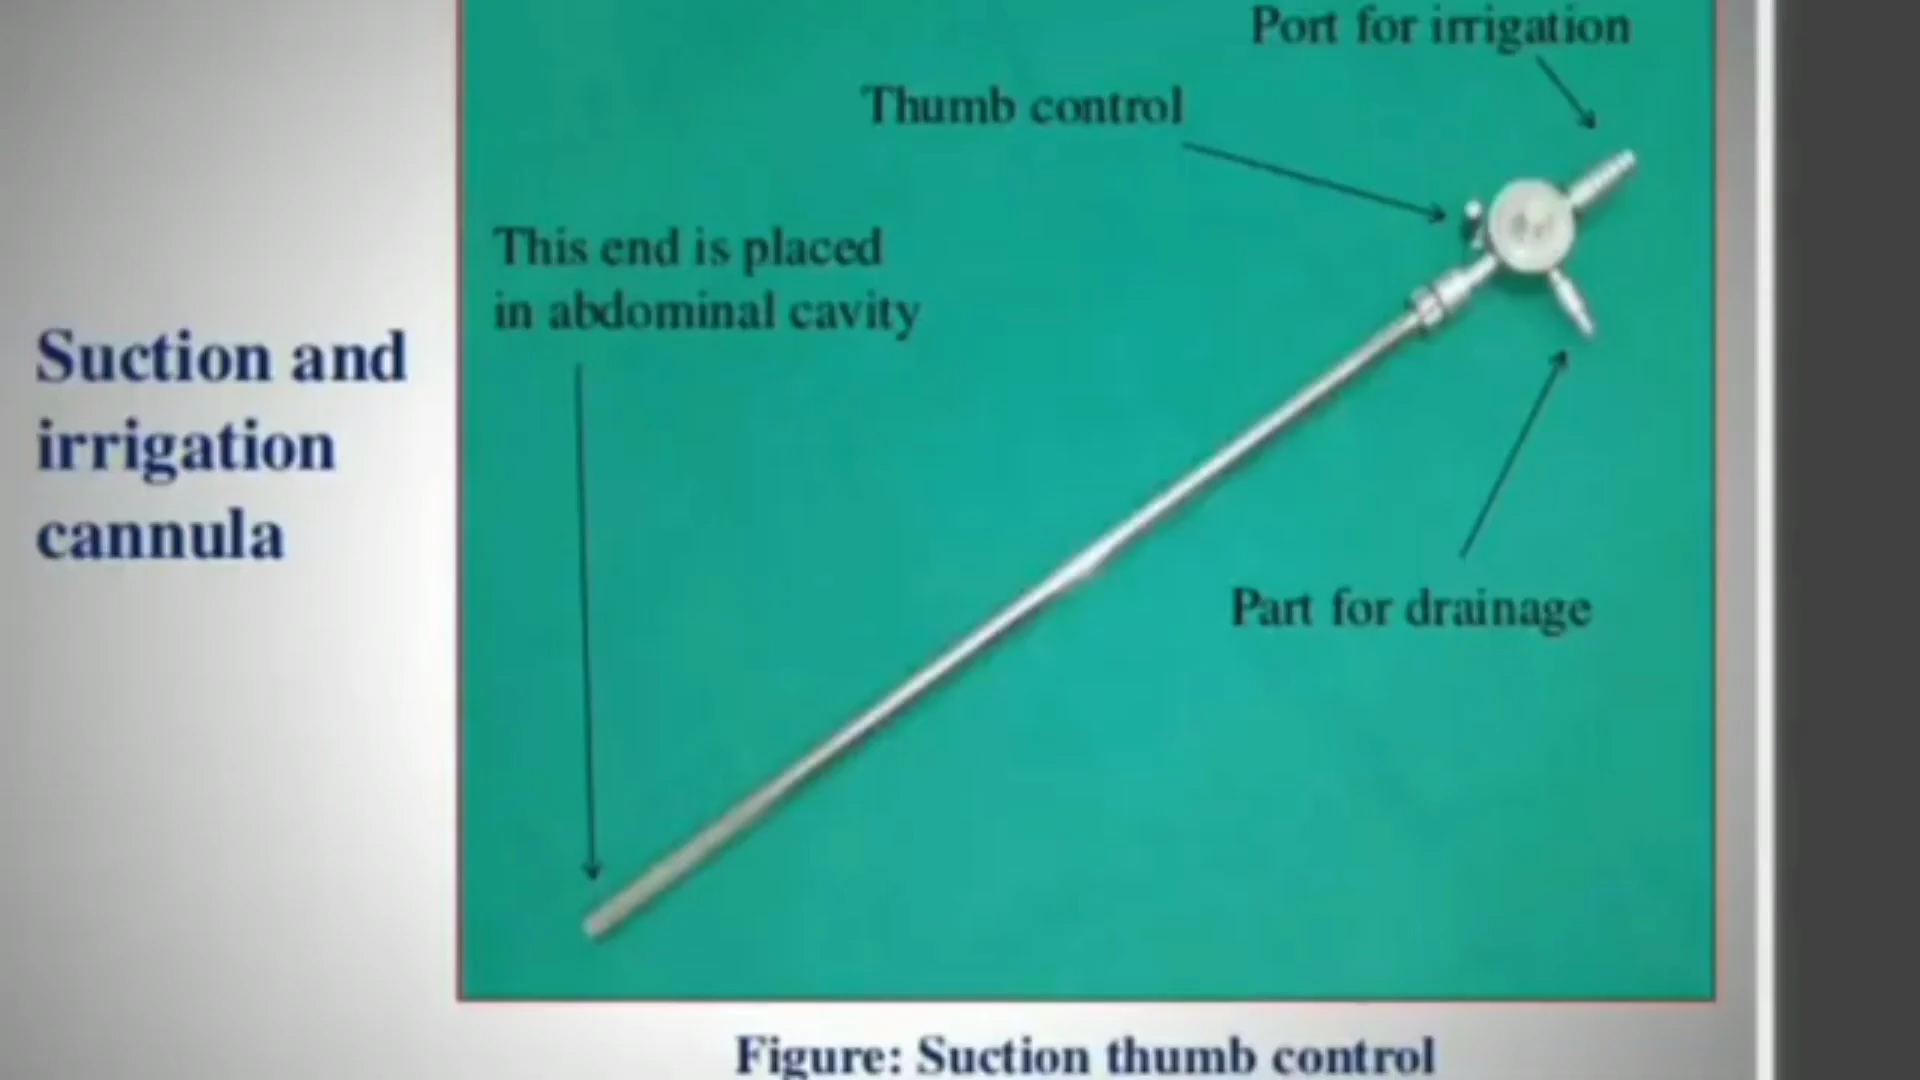 Port for irrigation
Thumb control
This end is placed
in abdominal cavity
Suction and
irrigation
cannula
Part for drainage
Figure: Suction thumb control